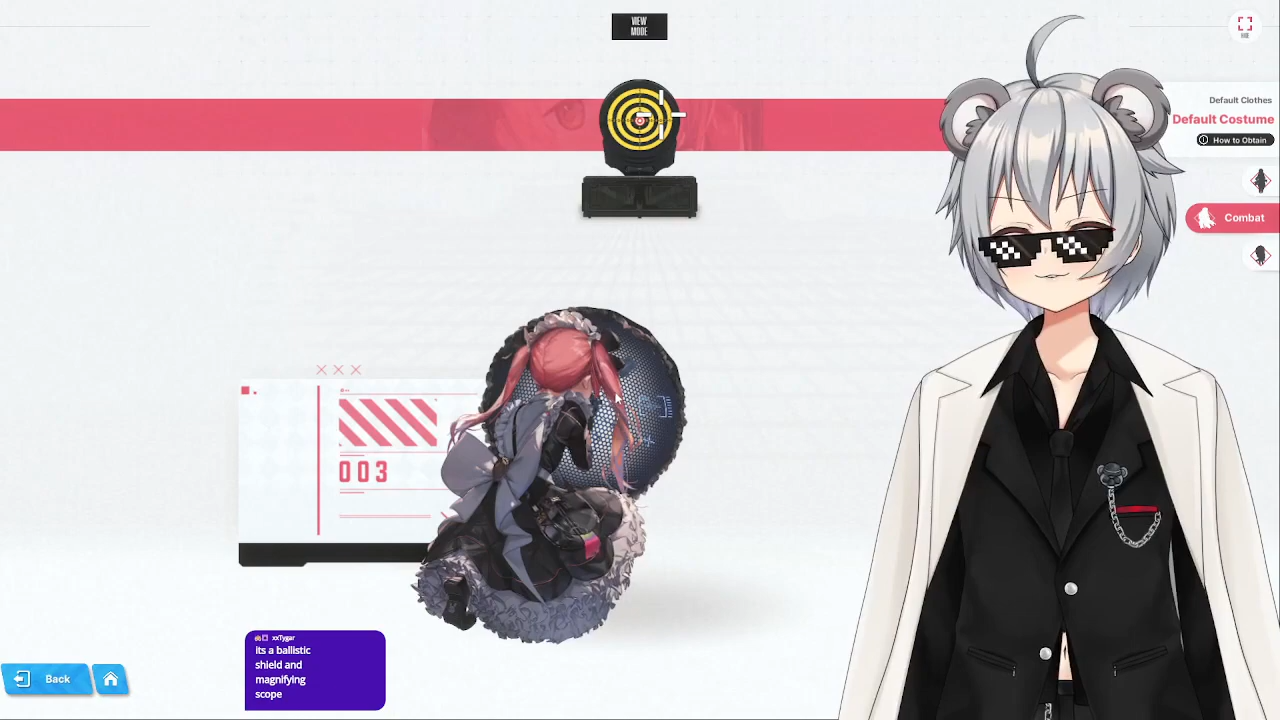 VIEW
MODE
Default Clothes
Default Costume
How to Obtain
Combat
003
xxTygar
its a ballistic
shield and
magnifying
scope
Back